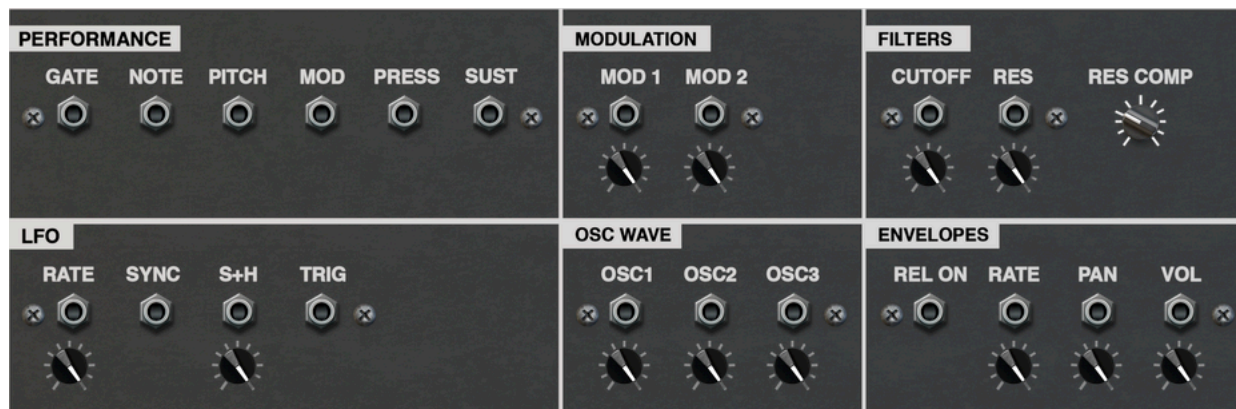 PERFORMANCE
GATE NOTE PITCH MOD PRESS SUST
MODULATION
MOD 1 MOD 2
FILTERS
CUTOFF RES RES COMP
LFO
RATE SYNC S+H TRIG
OSC WAVE
OSC1 OSC2 OSC3
ENVELOPES
REL ON RATE PAN VOL